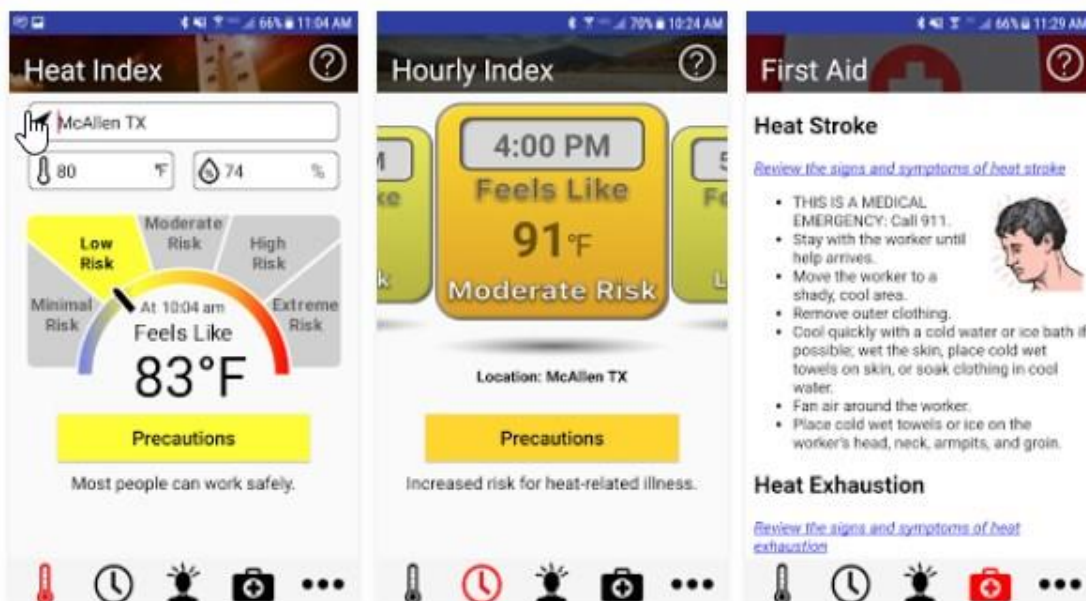 66% 11:04 AM
Heat Index
?
McAllen TX
80 °F
74 %
Minimal
Risk
Low
Risk
Moderate
Risk
High
Risk
Extreme
Risk
At 10:04 am
Feels Like
83°F
Precautions
Most people can work safely.
70% 10:24 AM
Hourly Index
?
4:00 PM
Feels Like
91°F
Moderate Risk
Location: McAllen TX
Precautions
Increased risk for heat-related illness.
66% 11:29 AM
First Aid
?
Heat Stroke
Review the signs and symptoms of heat stroke
• THIS IS A MEDICAL
EMERGENCY: Call 911.
• Stay with the worker until
help arrives.
• Move the worker to a
shady, cool area.
• Remove outer clothing.
• Cool quickly with a cold water or ice bath if
possible; wet the skin, place cold wet
towels on skin, or soak clothing in cool
water.
• Fan air around the worker.
• Place cold wet towels or ice on the
worker's head, neck, armpits, and groin.
Heat Exhaustion
Review the signs and symptoms of heat
exhaustion